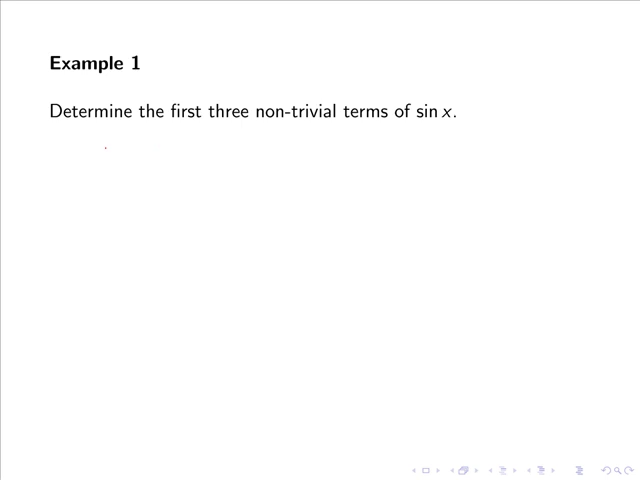 Example 1
Determine the first three non-trivial terms of sin x.